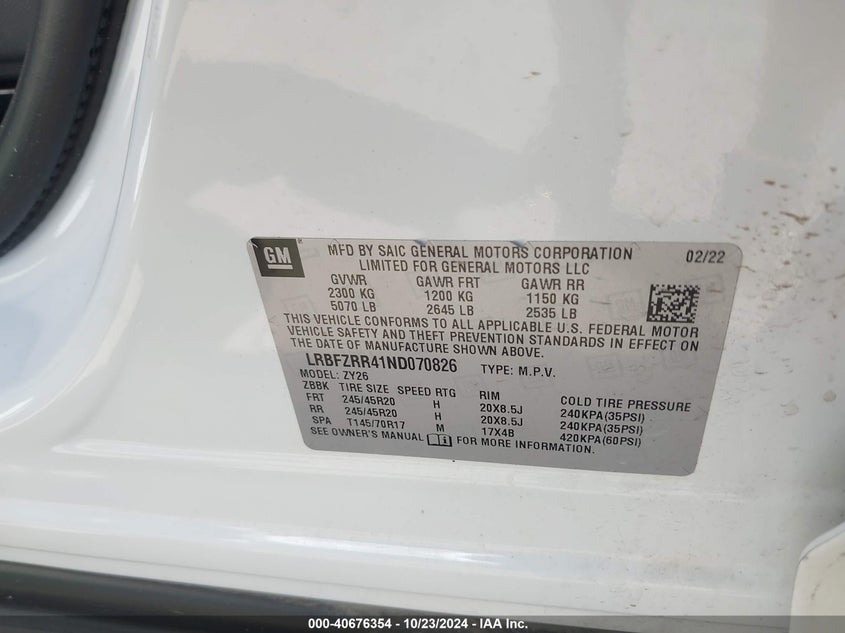 GM
MFD BY SAIC GENERAL MOTORS CORPORATION 02/22
LIMITED FOR GENERAL MOTORS LLC
GVWR GAWR FRT GAWR RR
2300 KG 1200 KG 1150 KG
5070 LB 2645 LB 2535 LB
THIS VEHICLE CONFORMS TO ALL APPLICABLE U.S. FEDERAL MOTOR
VEHICLE SAFETY AND THEFT PREVENTION STANDARDS IN EFFECT ON
THE DATE OF MANUFACTURE SHOWN ABOVE.
LRBFZRR41ND070826 TYPE: M.P.V.
MODEL: ZY26
ZBBK TIRE SIZE SPEED RTG RIM COLD TIRE PRESSURE
FRT 245/45R20 H 20X8.5J 240KPA(35PSI)
RR 245/45R20 H 20X8.5J 240KPA(35PSI)
SPA T145/70R17 M 17X4B 420KPA(60PSI)
SEE OWNER'S MANUAL FOR MORE INFORMATION.
000-40676354 - 10/23/2024 - IAA Inc.